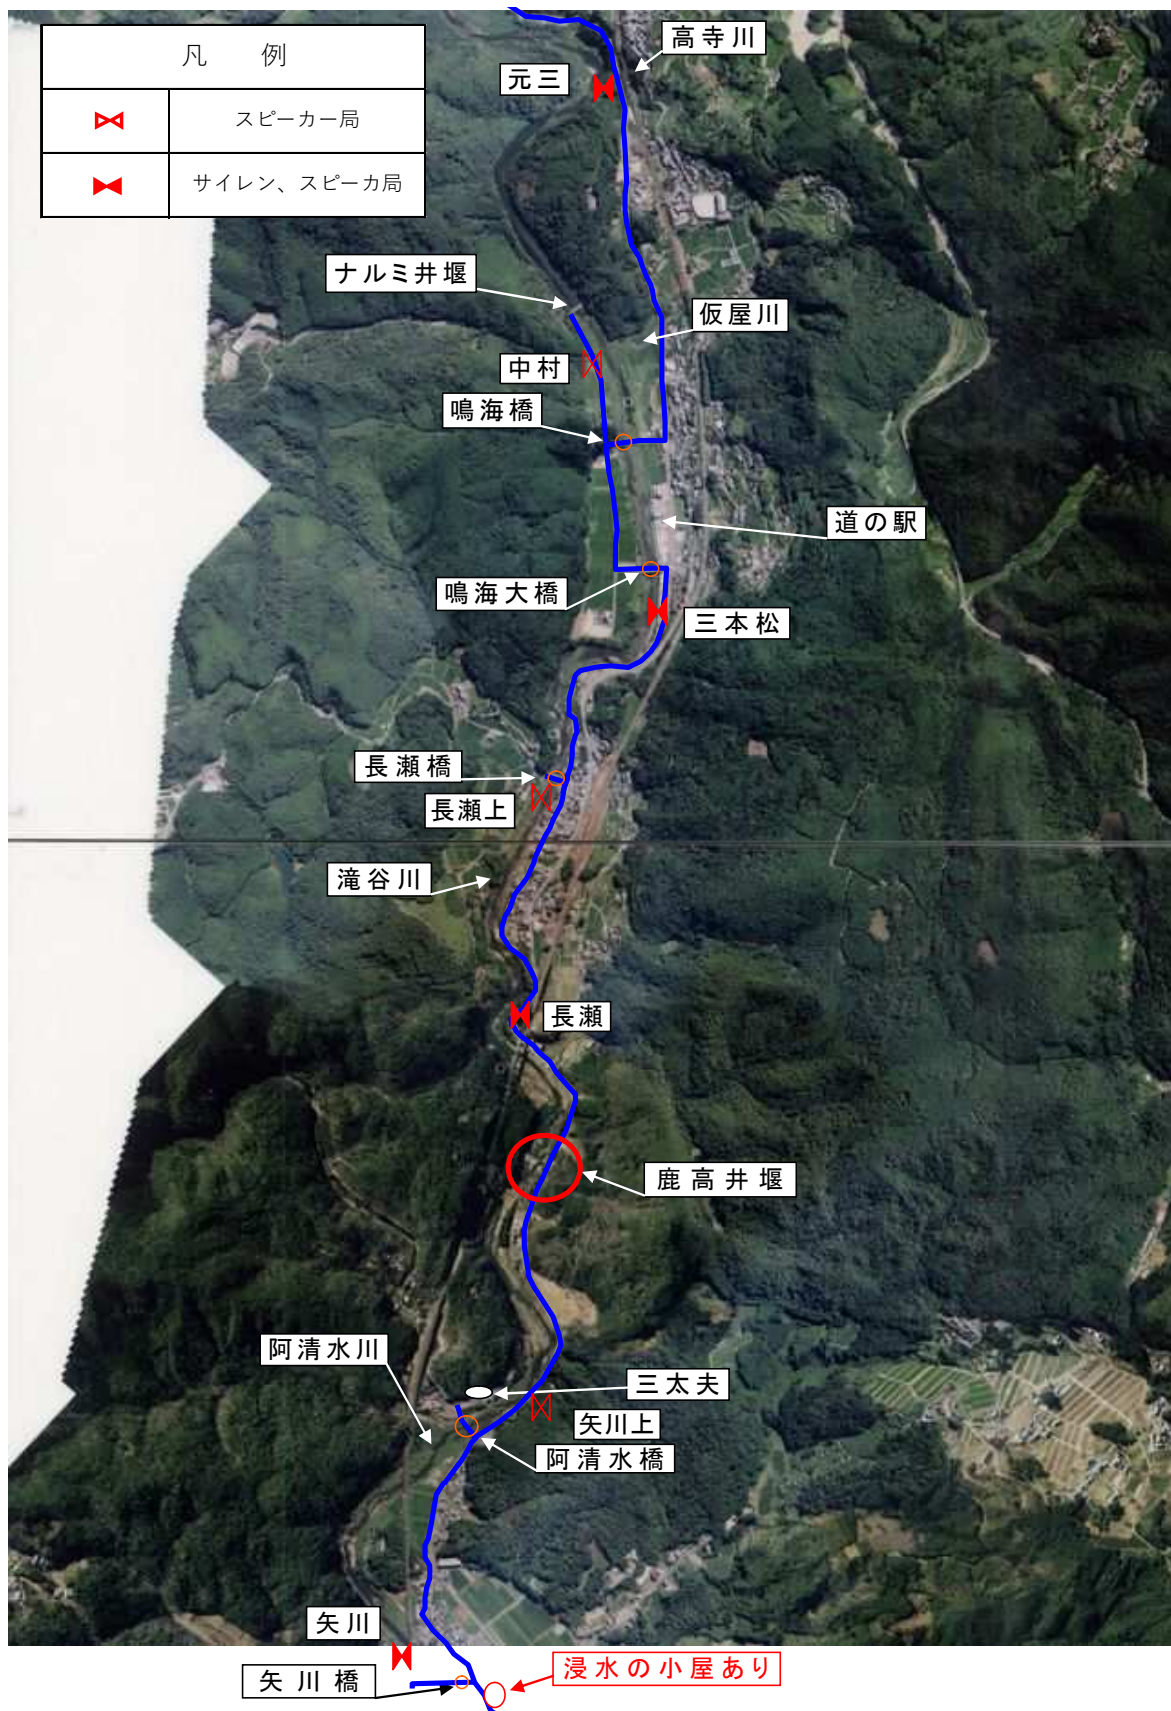 凡 例
スピーカー局
サイレン、スピーカ局
高寺川
元三
ナルミ井堰
仮屋川
中村
鳴海橋
道の駅
鳴海大橋
三本松
長瀬橋
長瀬上
滝谷川
長瀬
鹿高井堰
阿清水川
三太夫
矢川上
阿清水橋
矢川
矢川橋
浸水の小屋あり